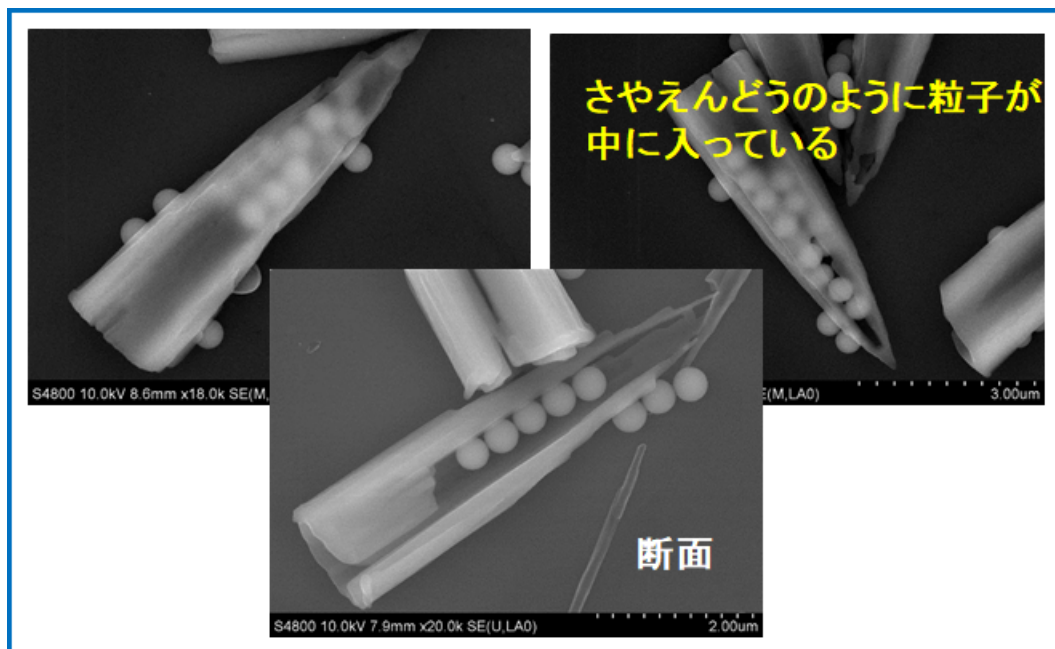 さやえんどうのように粒子が
中に入っている
S4800 10.0kV 8.6mm x18.0k SE(M,
E(M,LA0)
3.00um
断面
S4800 10.0kV 7.9mm x20.0k SE(U,LA0)
2.00um